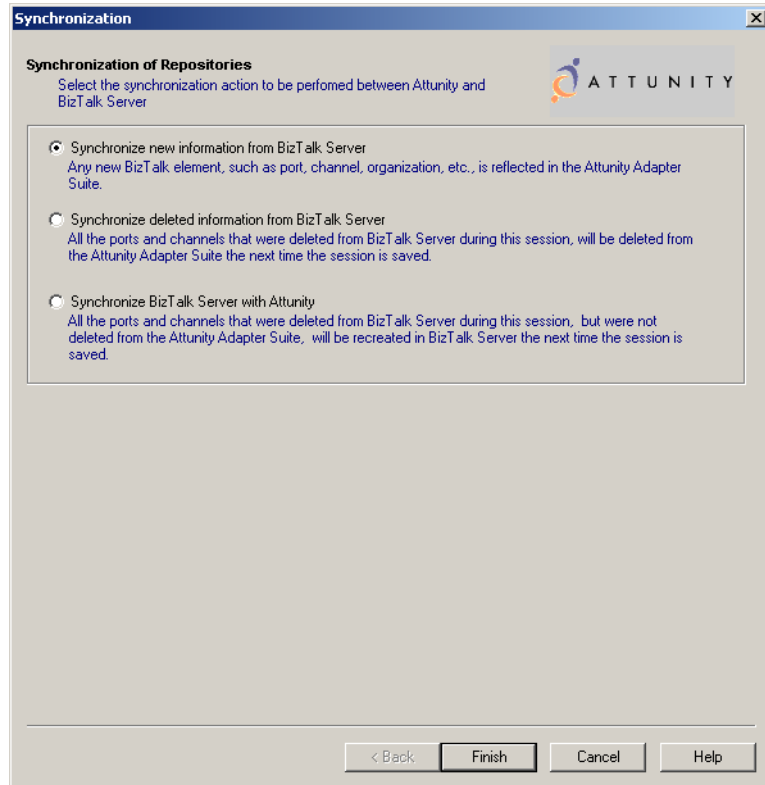 Synchronization
Synchronization of Repositories
Select the synchronization action to be perfomed between Attunity and
BizTalk Server
ATTUNITY
Synchronize new information from BizTalk Server
Any new BizTalk element, such as port, channel, organization, etc., is reflected in the Attunity Adapter
Suite.
Synchronize deleted information from BizTalk Server
All the ports and channels that were deleted from BizTalk Server during this session, will be deleted from
the Attunity Adapter Suite the next time the session is saved.
Synchronize BizTalk Server with Attunity
All the ports and channels that were deleted from BizTalk Server during this session, but were not
deleted from the Attunity Adapter Suite, will be recreated in BizTalk Server the next time the session is
saved.
< Back Finish Cancel Help